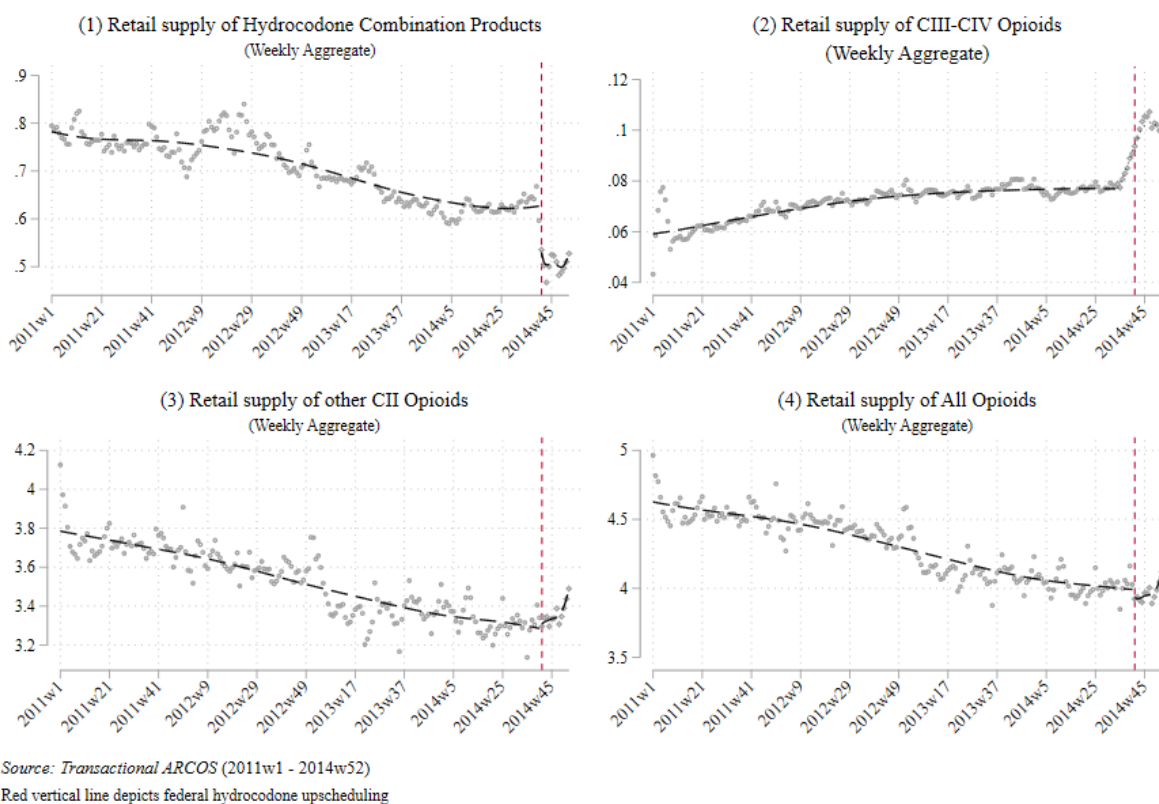 (1) Retail supply of Hydrocodone Combination Products
(Weekly Aggregate)
.9
.8
.7
.6
.5
2011w1
2011w21
2011w41
2012w9
2012w29
2012w49
2013w17
2013w37
2014w5
2014w25
2014w45
(2) Retail supply of CIII-CIV Opioids
(Weekly Aggregate)
.12
.1
.08
.06
.04
2011w1
2011w21
2011w41
2012w9
2012w29
2012w49
2013w17
2013w37
2014w5
2014w25
2014w45
(3) Retail supply of other CII Opioids
(Weekly Aggregate)
4.2
4
3.8
3.6
3.4
3.2
2011w1
2011w21
2011w41
2012w9
2012w29
2012w49
2013w17
2013w37
2014w5
2014w25
2014w45
(4) Retail supply of All Opioids
(Weekly Aggregate)
5
4.5
4
3.5
2011w1
2011w21
2011w41
2012w9
2012w29
2012w49
2013w17
2013w37
2014w5
2014w25
2014w45
Source: Transactional ARCOS (2011w1 - 2014w52)
Red vertical line depicts federal hydrocodone upscheduling